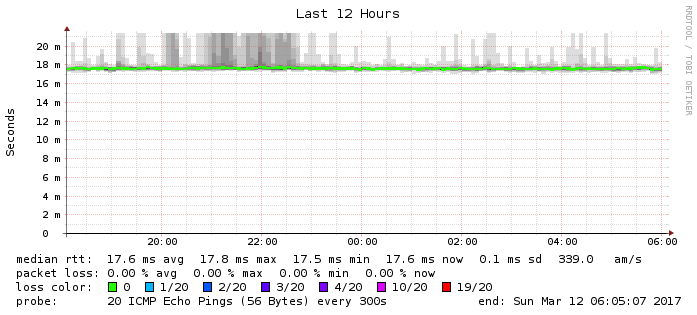 Last 12 Hours
RRDTOOL / TOBI OETIKER
Seconds
20 m
18 m
16 m
14 m
12 m
10 m
8 m
6 m
4 m
2 m
0
20:00 22:00 00:00 02:00 04:00 06:00
median rtt: 17.6 ms avg 17.8 ms max 17.5 ms min 17.6 ms now 0.1 ms sd 339.0 am/s
packet loss: 0.00 % avg 0.00 % max 0.00 % min 0.00 % now
loss color: 0 1/20 2/20 3/20 4/20 10/20 19/20
probe: 20 ICMP Echo Pings (56 Bytes) every 300s end: Sun Mar 12 06:05:07 2017